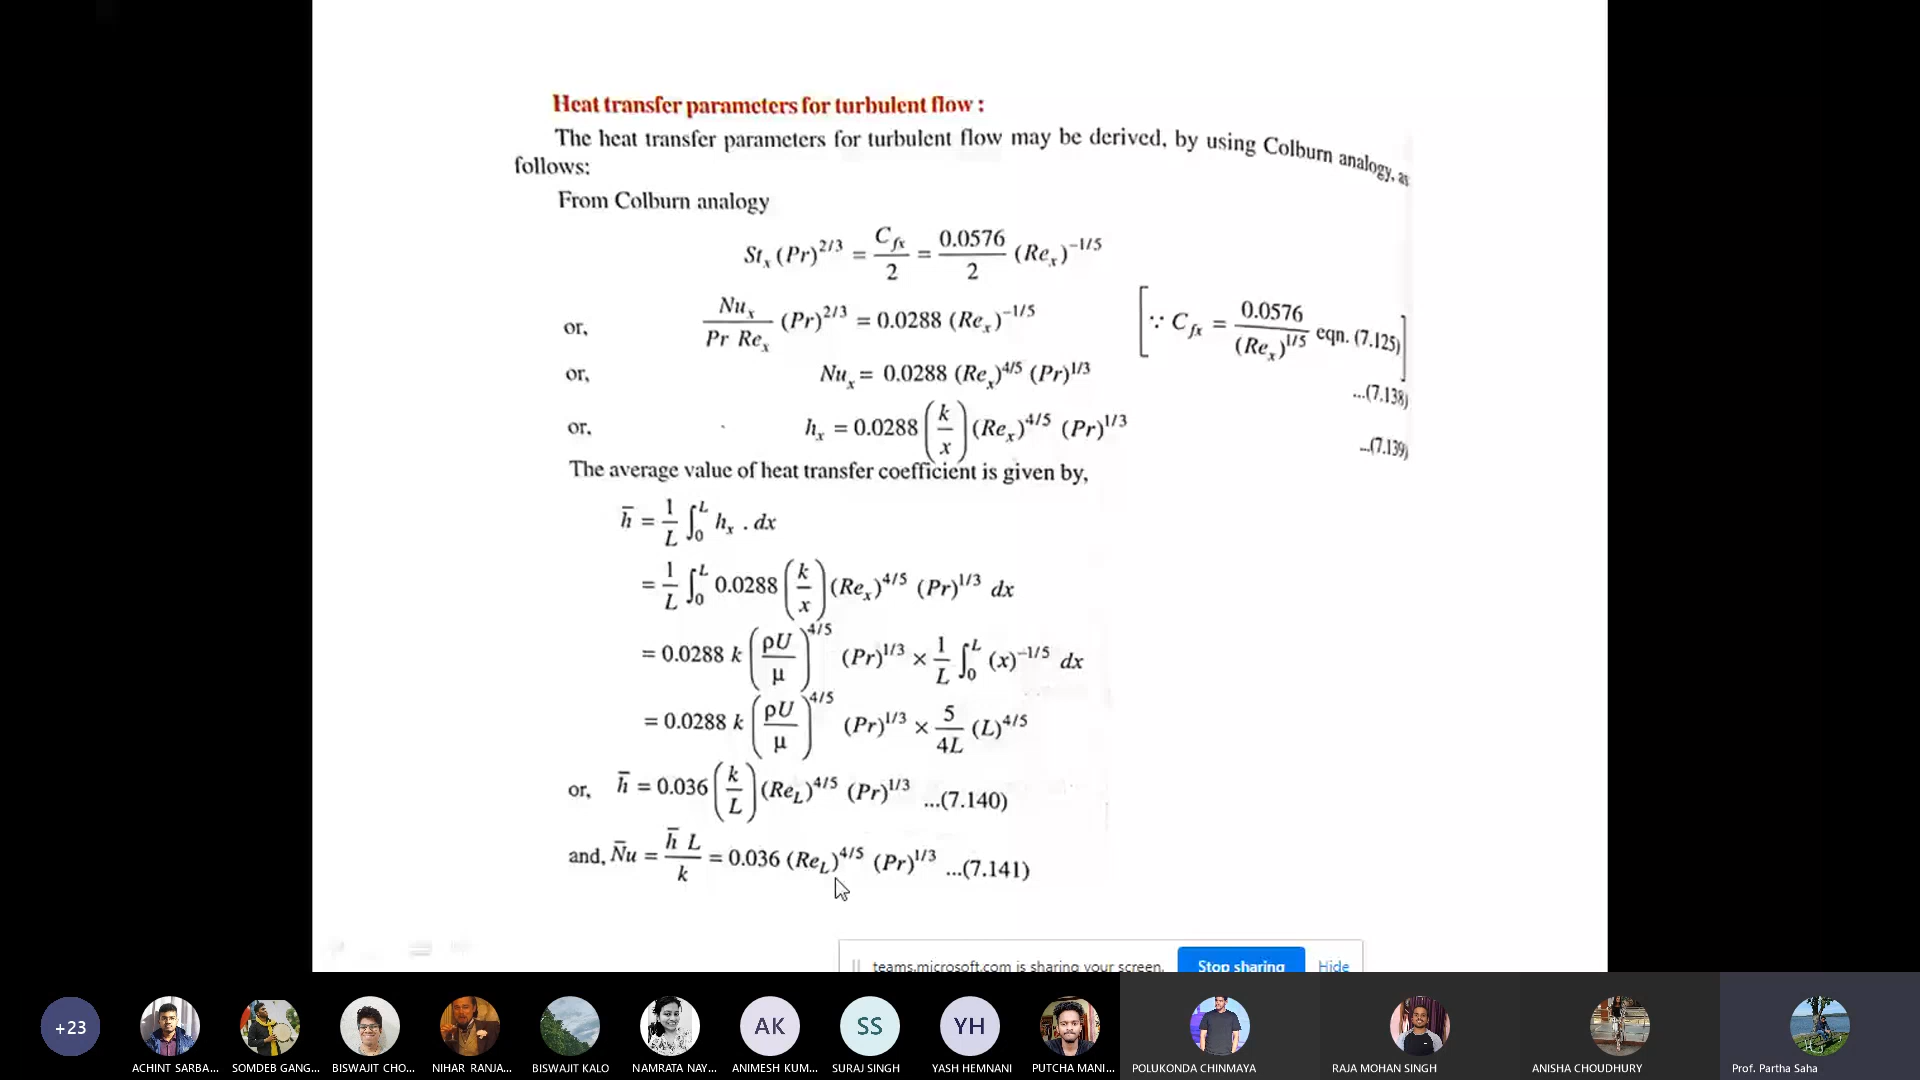 Heat transfer parameters for turbulent flow :
The heat transfer parameters for turbulent flow may be derived, by using Colburn analogy, as
follows:
From Colburn analogy
St_x (Pr)^{2/3} = C_{fx}/2 = 0.0576/2 (Re_x)^{-1/5}
or, Nu_x/(Pr Re_x) (Pr)^{2/3} = 0.0288 (Re_x)^{-1/5} [∵ C_{fx} = 0.0576/(Re_x)^{1/5} eqn. (7.125)]
or, Nu_x = 0.0288 (Re_x)^{4/5} (Pr)^{1/3} ...(7.138)
or, h_x = 0.0288 (k/x) (Re_x)^{4/5} (Pr)^{1/3} ...(7.139)
The average value of heat transfer coefficient is given by,
h̄ = 1/L ∫_0^L h_x . dx
= 1/L ∫_0^L 0.0288 (k/x) (Re_x)^{4/5} (Pr)^{1/3} dx
= 0.0288 k (ρU/μ)^{4/5} (Pr)^{1/3} × 1/L ∫_0^L (x)^{-1/5} dx
= 0.0288 k (ρU/μ)^{4/5} (Pr)^{1/3} × 5/4L (L)^{4/5}
or, h̄ = 0.036 (k/L) (Re_L)^{4/5} (Pr)^{1/3} ...(7.140)
and, N̄u = h̄ L/k = 0.036 (Re_L)^{4/5} (Pr)^{1/3} ...(7.141)
teams.microsoft.com is sharing your screen. Stop sharing Hide
+23 AK SS YH
ACHINT SARBA... SOMDEB GANG... BISWAJIT CHO... NIHAR RANJA... BISWAJIT KALO NAMRATA NAY... ANIMESH KUM... SURAJ SINGH YASH HEMNANI PUTCHA MANI... POLUKONDA CHINMAYA RAJA MOHAN SINGH ANISHA CHOUDHURY Prof. Partha Saha